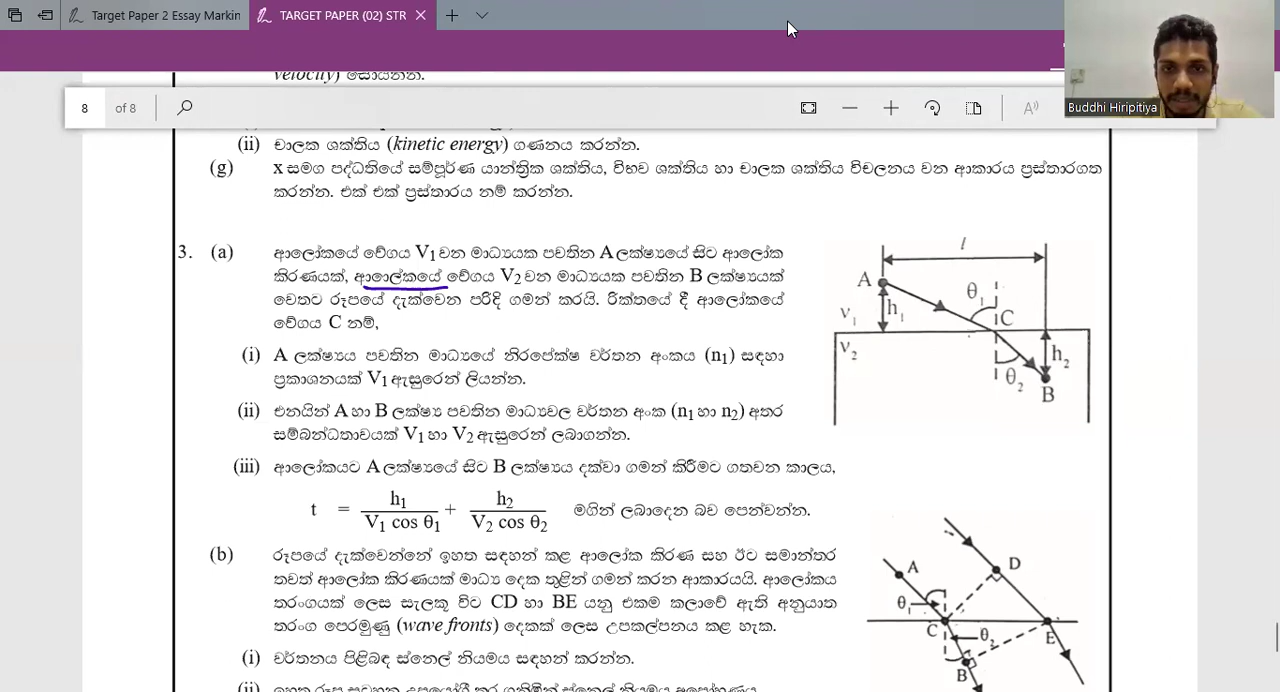 Target Paper 2 Essay Markin
TARGET PAPER (02) STR
velocity) සොයන්න.
8 of 8
Buddhi Hiripitiya
(ii) චාලක ශක්තිය (kinetic energy) ගණනය කරන්න.
(g) x සමග පද්ධතියේ සම්පූර්ණ යාන්ත්‍රික ශක්තිය, විභව ශක්තිය හා චාලක ශක්තිය විචලනය වන ආකාරය ප්‍රස්තාරගත
කරන්න. එක් එක් ප්‍රස්තාරය නම් කරන්න.
3. (a) ආලෝකයේ වේගය V1 වන මාධ්‍යයක පවතින A ලක්ෂ්‍යයේ සිට ආලෝක
කිරණයක්, ආාලේකයේ වේගය V2 වන මාධ්‍යයක පවතින B ලක්ෂ්‍යයක්
වෙතට රූපයේ දැක්වෙන පරිදි ගමන් කරයි. රික්තයේ දී ආලෝකයේ
වේගය C නම්,
(i) A ලක්ෂ්‍යය පවතින මාධ්‍යයේ නිරපේක්ෂ වර්තන අංකය (n1) සඳහා
ප්‍රකාශනයක් V1 ඇසුරෙන් ලියන්න.
(ii) එනයින් A හා B ලක්ෂ්‍ය පවතින මාධ්‍යවල වර්තන අංක (n1 හා n2) අතර
සම්බන්ධතාවයක් V1 හා V2 ඇසුරෙන් ලබාගන්න.
(iii) ආලෝකයට A ලක්ෂ්‍යයේ සිට B ලක්ෂ්‍යය දක්වා ගමන් කිරීමට ගතවන කාලය,
t = h1 / V1 cos θ1 + h2 / V2 cos θ2 මගින් ලබාදෙන බව පෙන්වන්න.
l
A
θ1
h1
C
v1
v2
h2
θ2
B
(b) රූපයේ දැක්වෙන්නේ ඉහත සඳහන් කළ ආලෝක කිරණ සහ ඊට සමාන්තර
තවත් ආලෝක කිරණයක් මාධ්‍ය දෙක තුළින් ගමන් කරන ආකාරයයි. ආලෝකය
තරංගයක් ලෙස සැලකූ විට CD හා BE යනු එකම කලාවේ ඇති අනුයාත
තරංග පෙරමුණු (wave fronts) දෙකක් ලෙස උපකල්පනය කළ හැක.
(i) වර්තනය පිළිබඳ ස්නෙල් නියමය සඳහන් කරන්න.
A
D
θ1
C
θ2
E
B